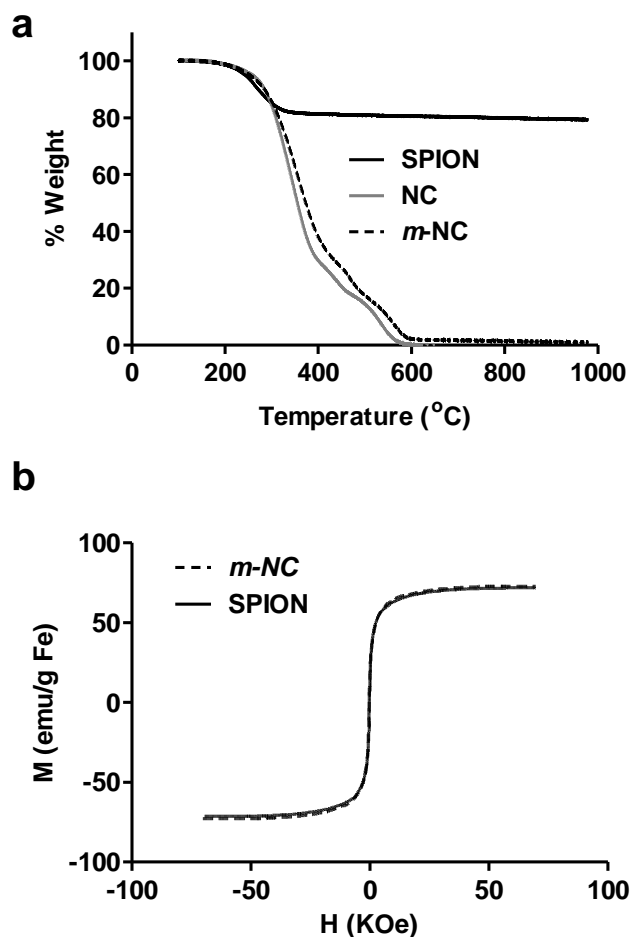 a
100
80
60
40
20
0
% Weight
SPION
NC
m-NC
0 200 400 600 800 1000
Temperature (°C)
b
100
50
0
-50
-100
M (emu/g Fe)
m-NC
SPION
-100 -50 0 50 100
H (KOe)